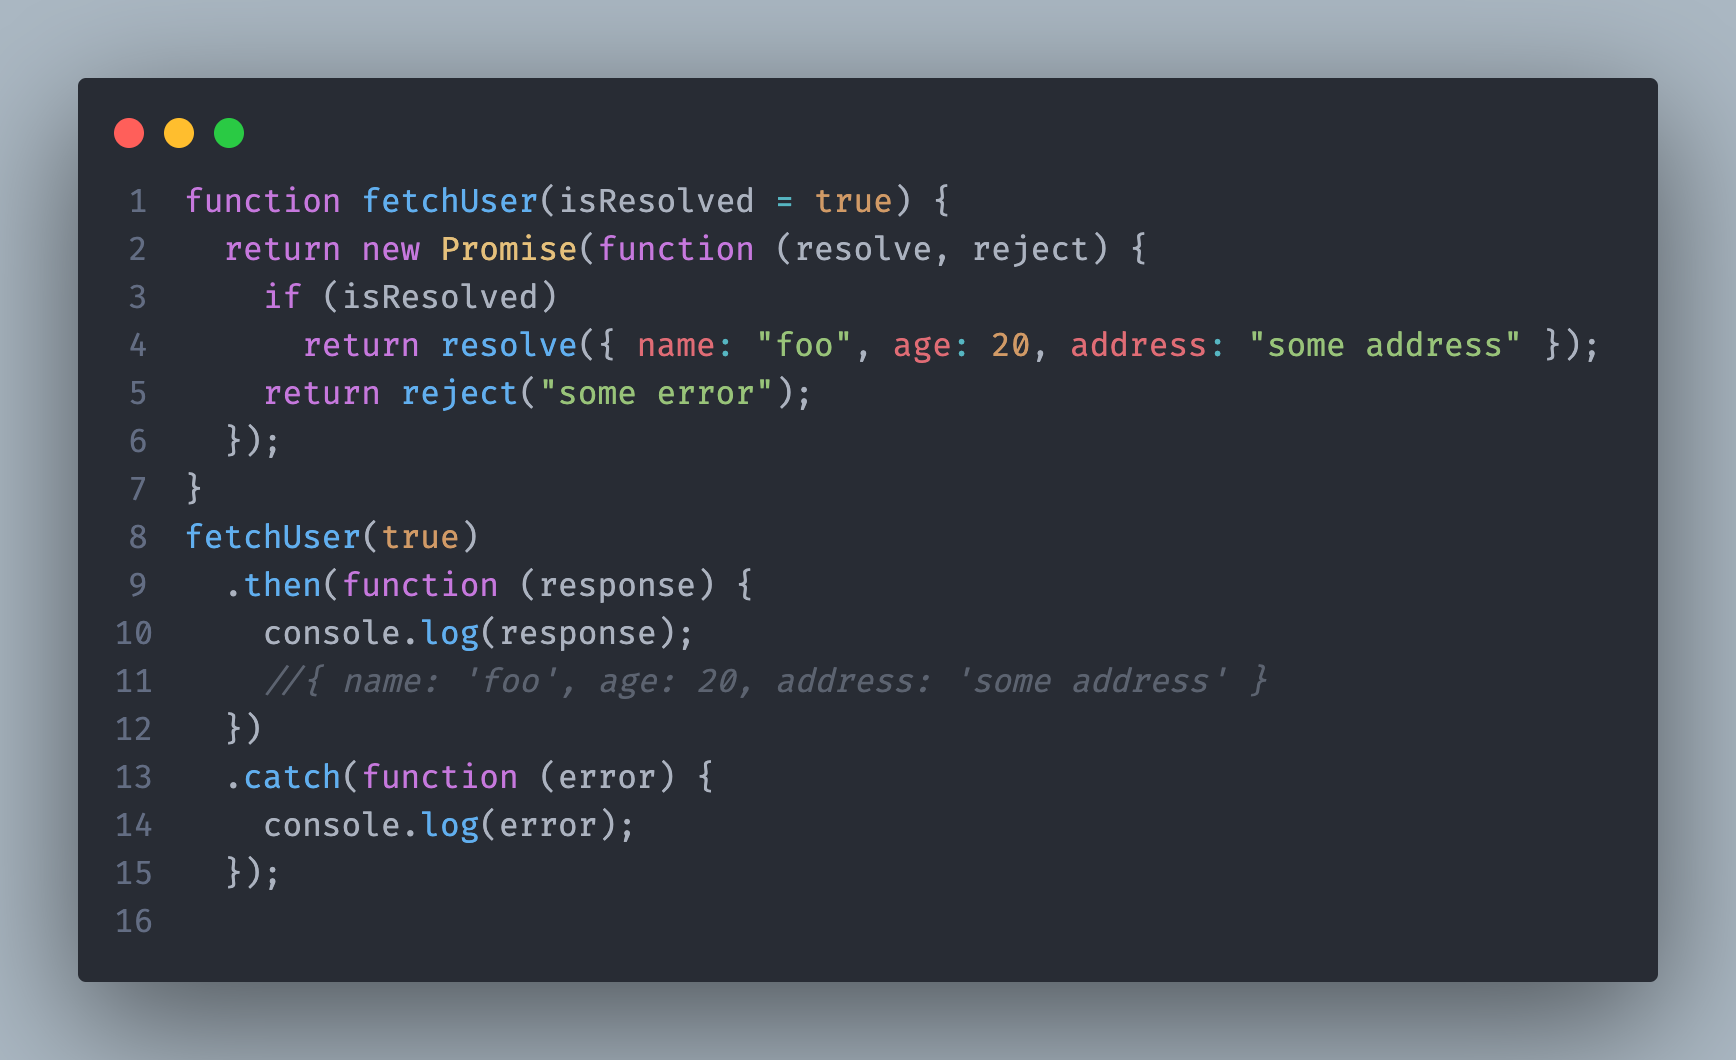 1 function fetchUser(isResolved = true) {
2   return new Promise(function (resolve, reject) {
3     if (isResolved)
4       return resolve({ name: "foo", age: 20, address: "some address" });
5     return reject("some error");
6   });
7 }
8 fetchUser(true)
9   .then(function (response) {
10     console.log(response);
11     //{ name: 'foo', age: 20, address: 'some address' }
12   })
13   .catch(function (error) {
14     console.log(error);
15   });
16